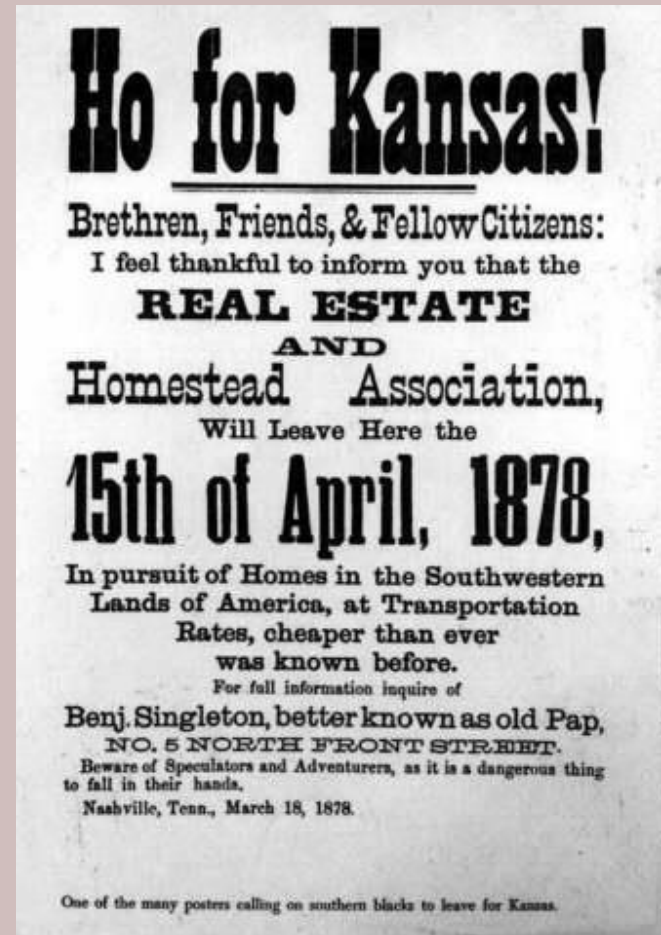 Ho for Kansas!
Brethren, Friends, & Fellow Citizens:
I feel thankful to inform you that the
REAL ESTATE
AND
Homestead Association,
Will Leave Here the
15th of April, 1878,
In pursuit of Homes in the Southwestern
Lands of America, at Transportation
Rates, cheaper than ever
was known before.
For full information inquire of
Benj. Singleton, better known as old Pap,
NO. 5 NORTH FRONT STREET.
Beware of Speculators and Adventurers, as it is a dangerous thing
to fall in their hands.
Nashville, Tenn., March 18, 1878.
One of the many posters calling on southern blacks to leave for Kansas.